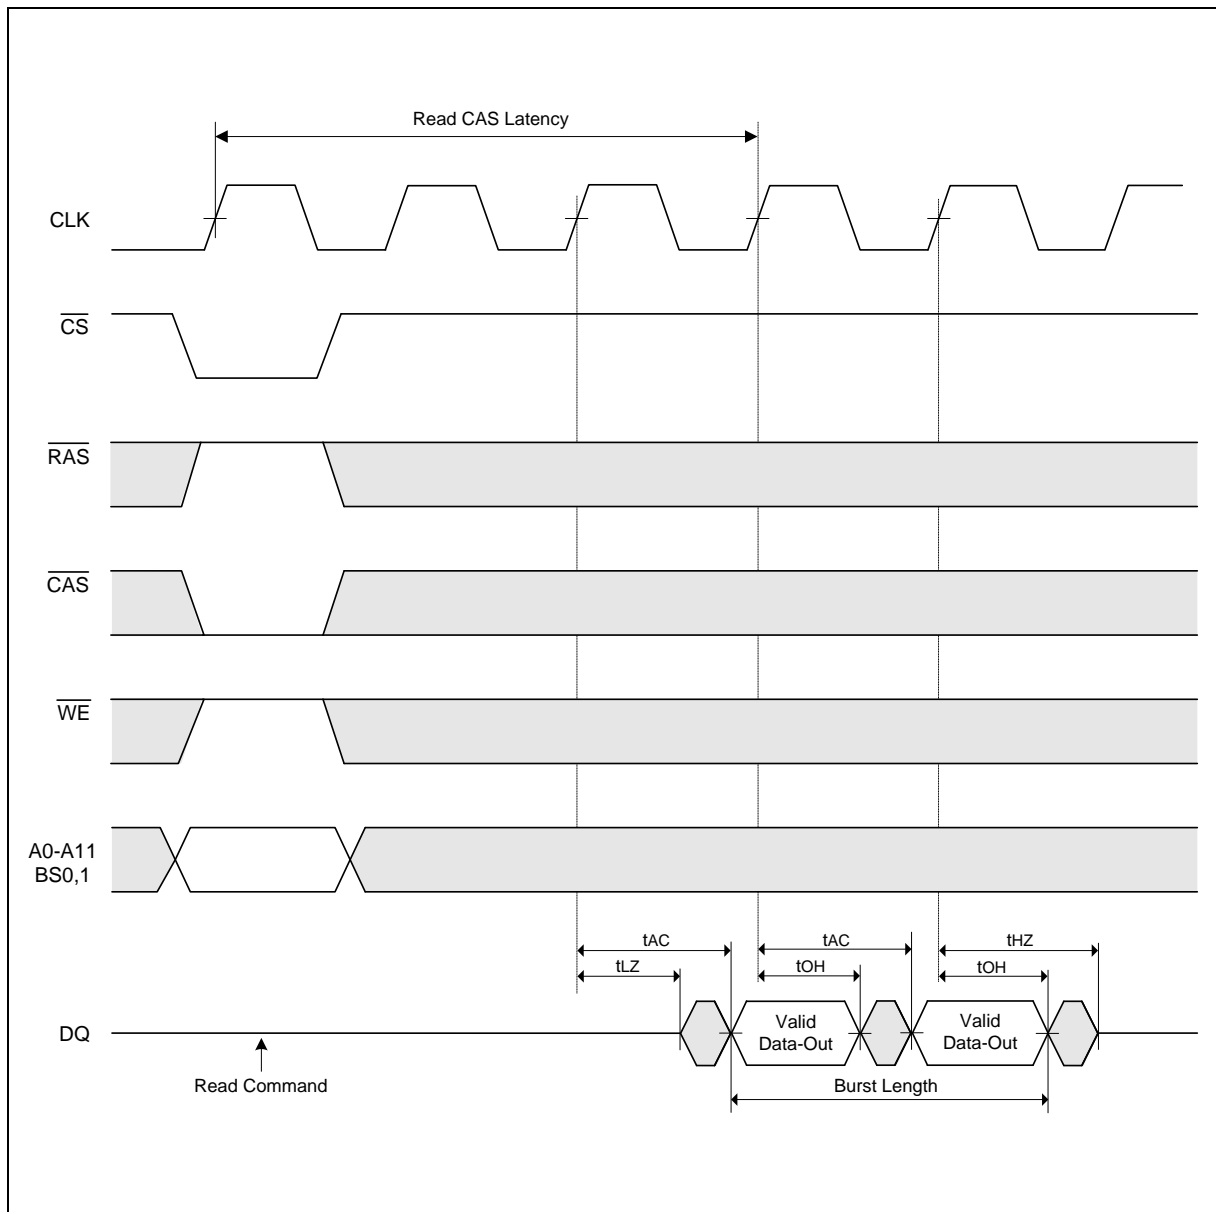 Read CAS Latency
CLK
CS
RAS
CAS
WE
A0-A11
BS0,1
tAC
tAC
tHZ
tLZ
tOH
tOH
DQ
Valid
Data-Out
Valid
Data-Out
Read Command
Burst Length